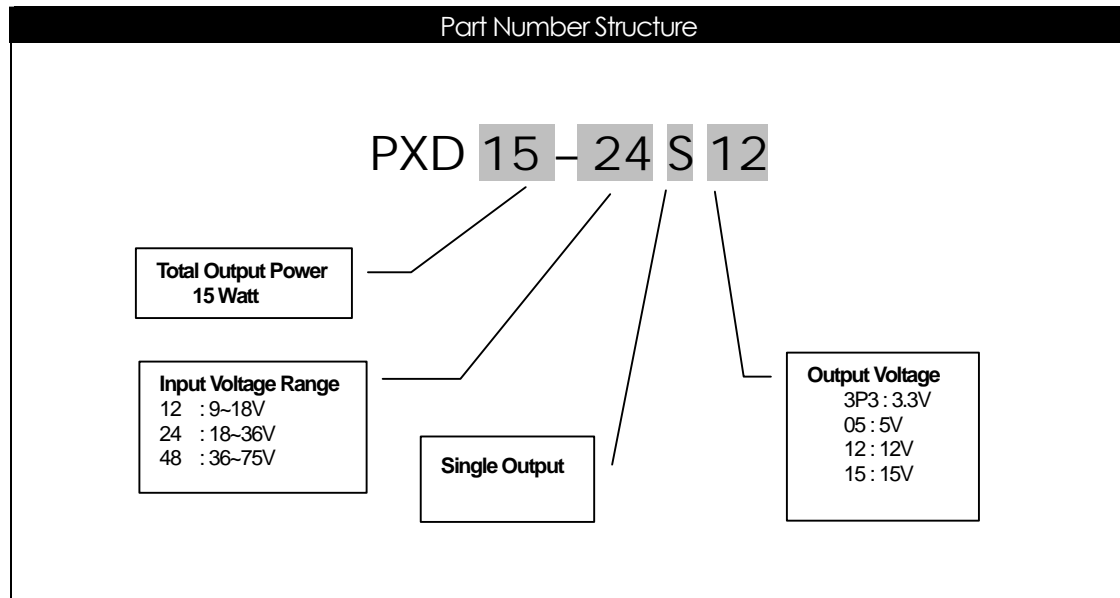 Part Number Structure
PXD 15 – 24 S 12
Total Output Power
15 Watt
Input Voltage Range
12 : 9~18V
24 : 18~36V
48 : 36~75V
Single Output
Output Voltage
3P3 : 3.3V
05 : 5V
12 : 12V
15 : 15V